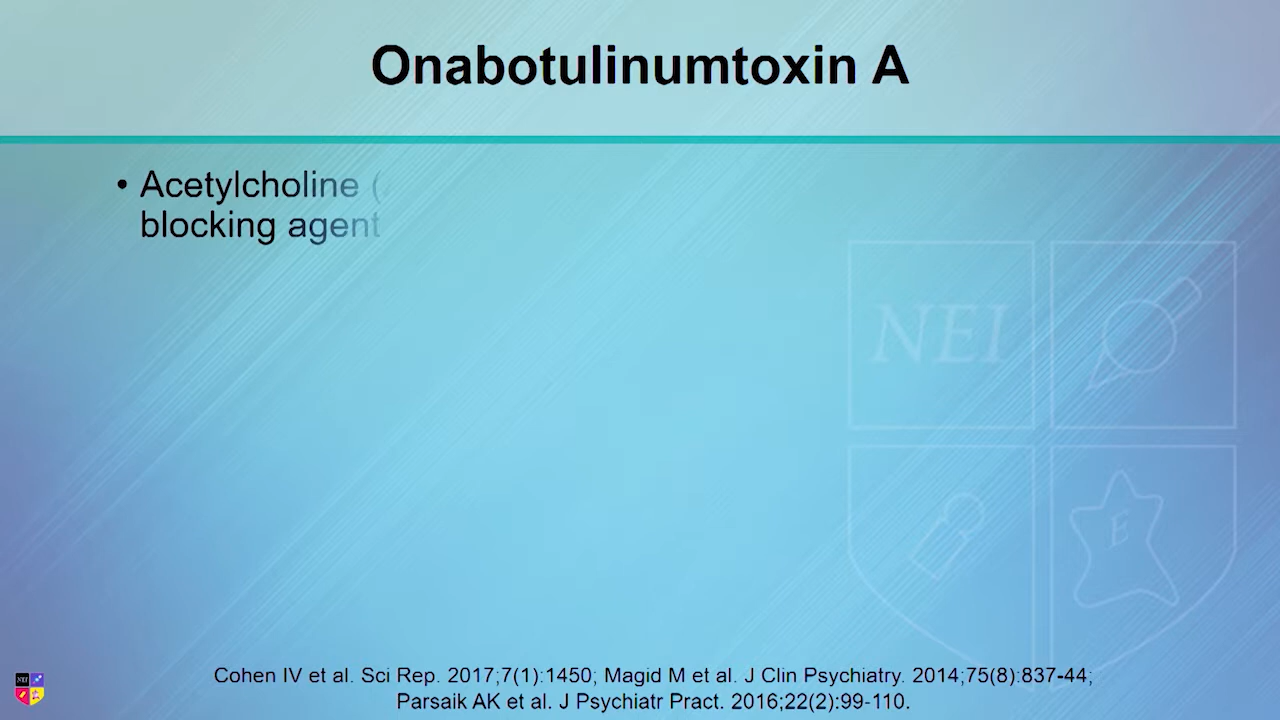 Onabotulinumtoxin A
• Acetylcholine (
blocking agent
NEI
E
Cohen IV et al. Sci Rep. 2017;7(1):1450; Magid M et al. J Clin Psychiatry. 2014;75(8):837-44;
Parsaik AK et al. J Psychiatr Pract. 2016;22(2):99-110.
NEI